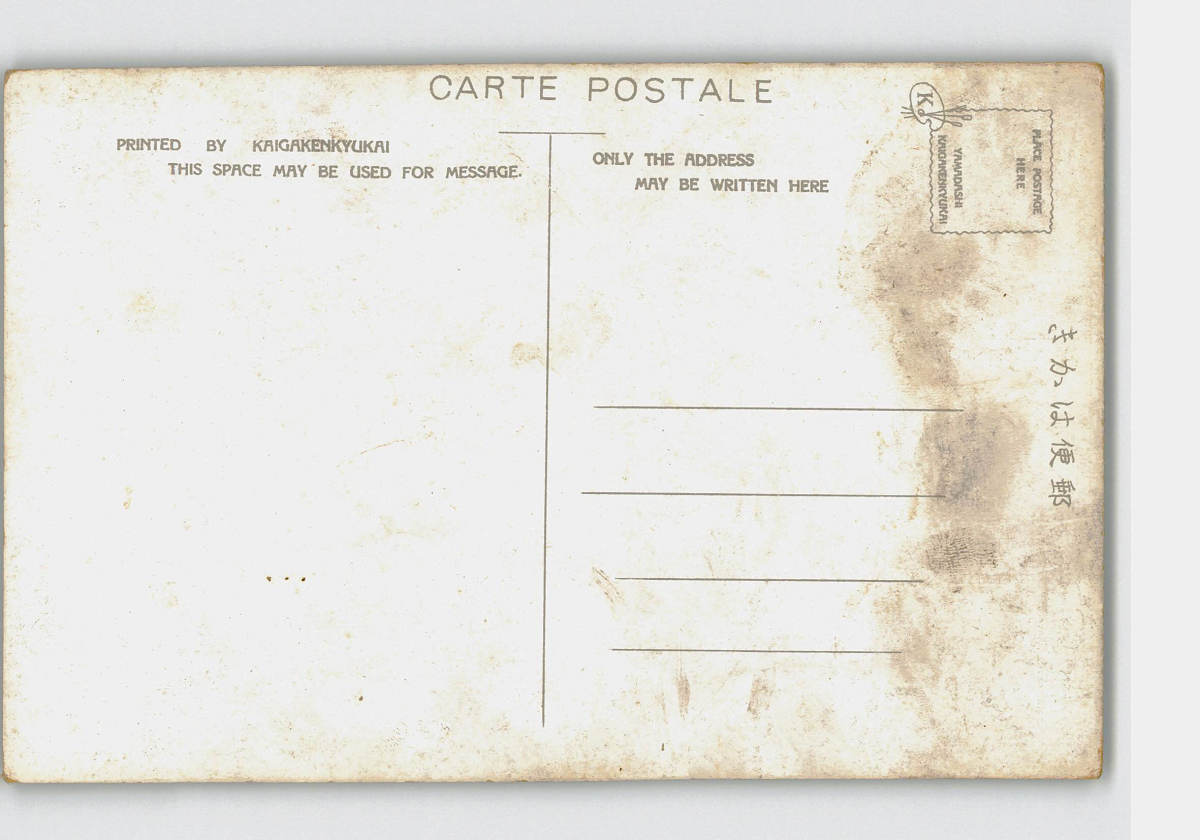 CARTE POSTALE
PRINTED BY KAIGAKENKYUKAI
THIS SPACE MAY BE USED FOR MESSAGE.
ONLY THE ADDRESS
MAY BE WRITTEN HERE
K
PLACE POSTAGE
HERE
YAMADASHI
KAIGAKENKYUKAI
郵便はかき